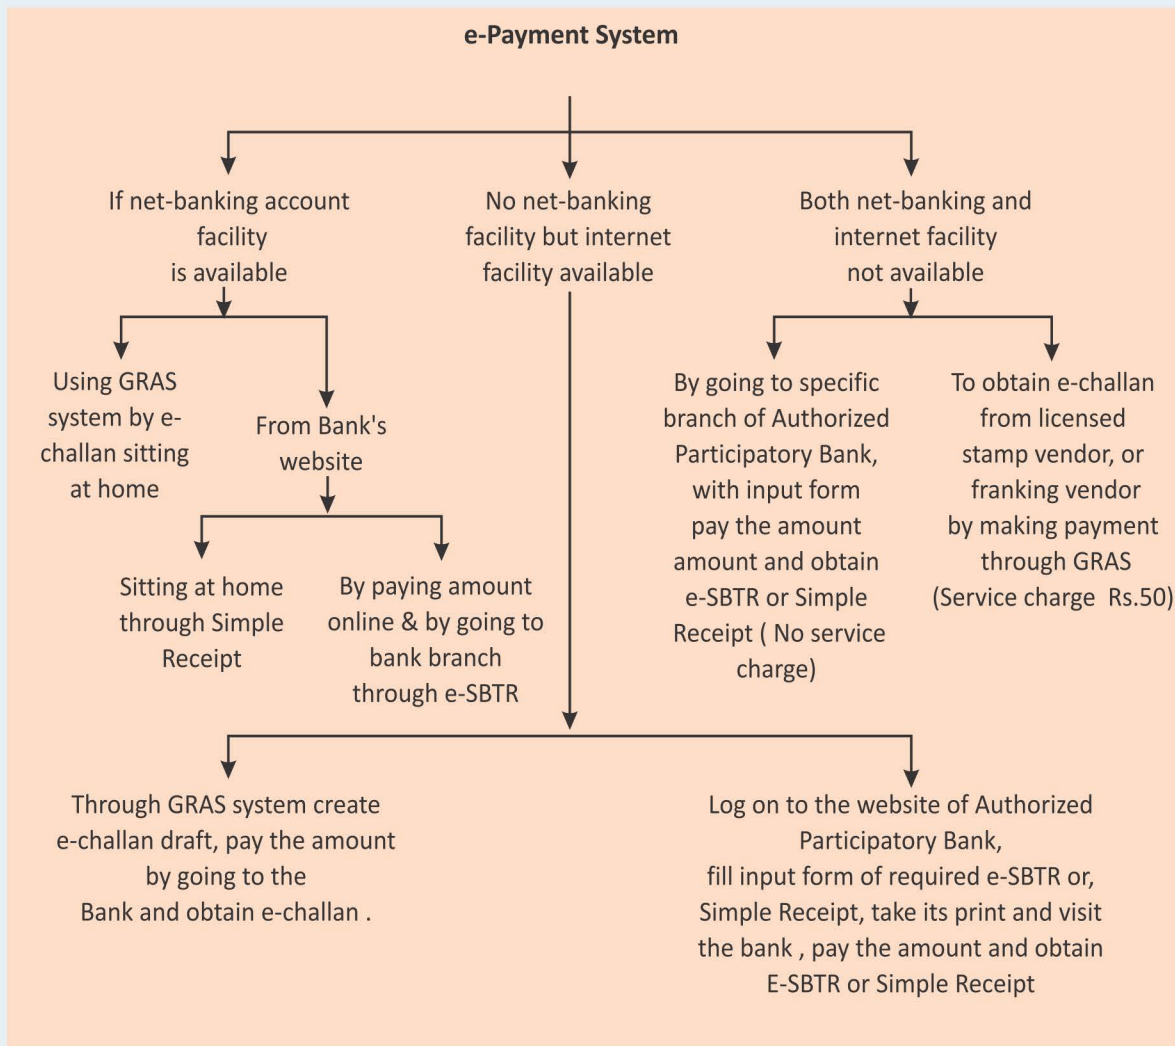 e-Payment System
If net-banking account
facility
is available
No net-banking
facility but internet
facility available
Both net-banking and
internet facility
not available
Using GRAS
system by e-
challan sitting
at home
From Bank's
website
Sitting at home
through Simple
Receipt
By paying amount
online & by going to
bank branch
through e-SBTR
By going to specific
branch of Authorized
Participatory Bank,
with input form
pay the amount
amount and obtain
e-SBTR or Simple
Receipt ( No service
charge)
To obtain e-challan
from licensed
stamp vendor, or
franking vendor
by making payment
through GRAS
(Service charge Rs.50)
Through GRAS system create
e-challan draft, pay the amount
by going to the
Bank and obtain e-challan .
Log on to the website of Authorized
Participatory Bank,
fill input form of required e-SBTR or,
Simple Receipt, take its print and visit
the bank , pay the amount and obtain
E-SBTR or Simple Receipt